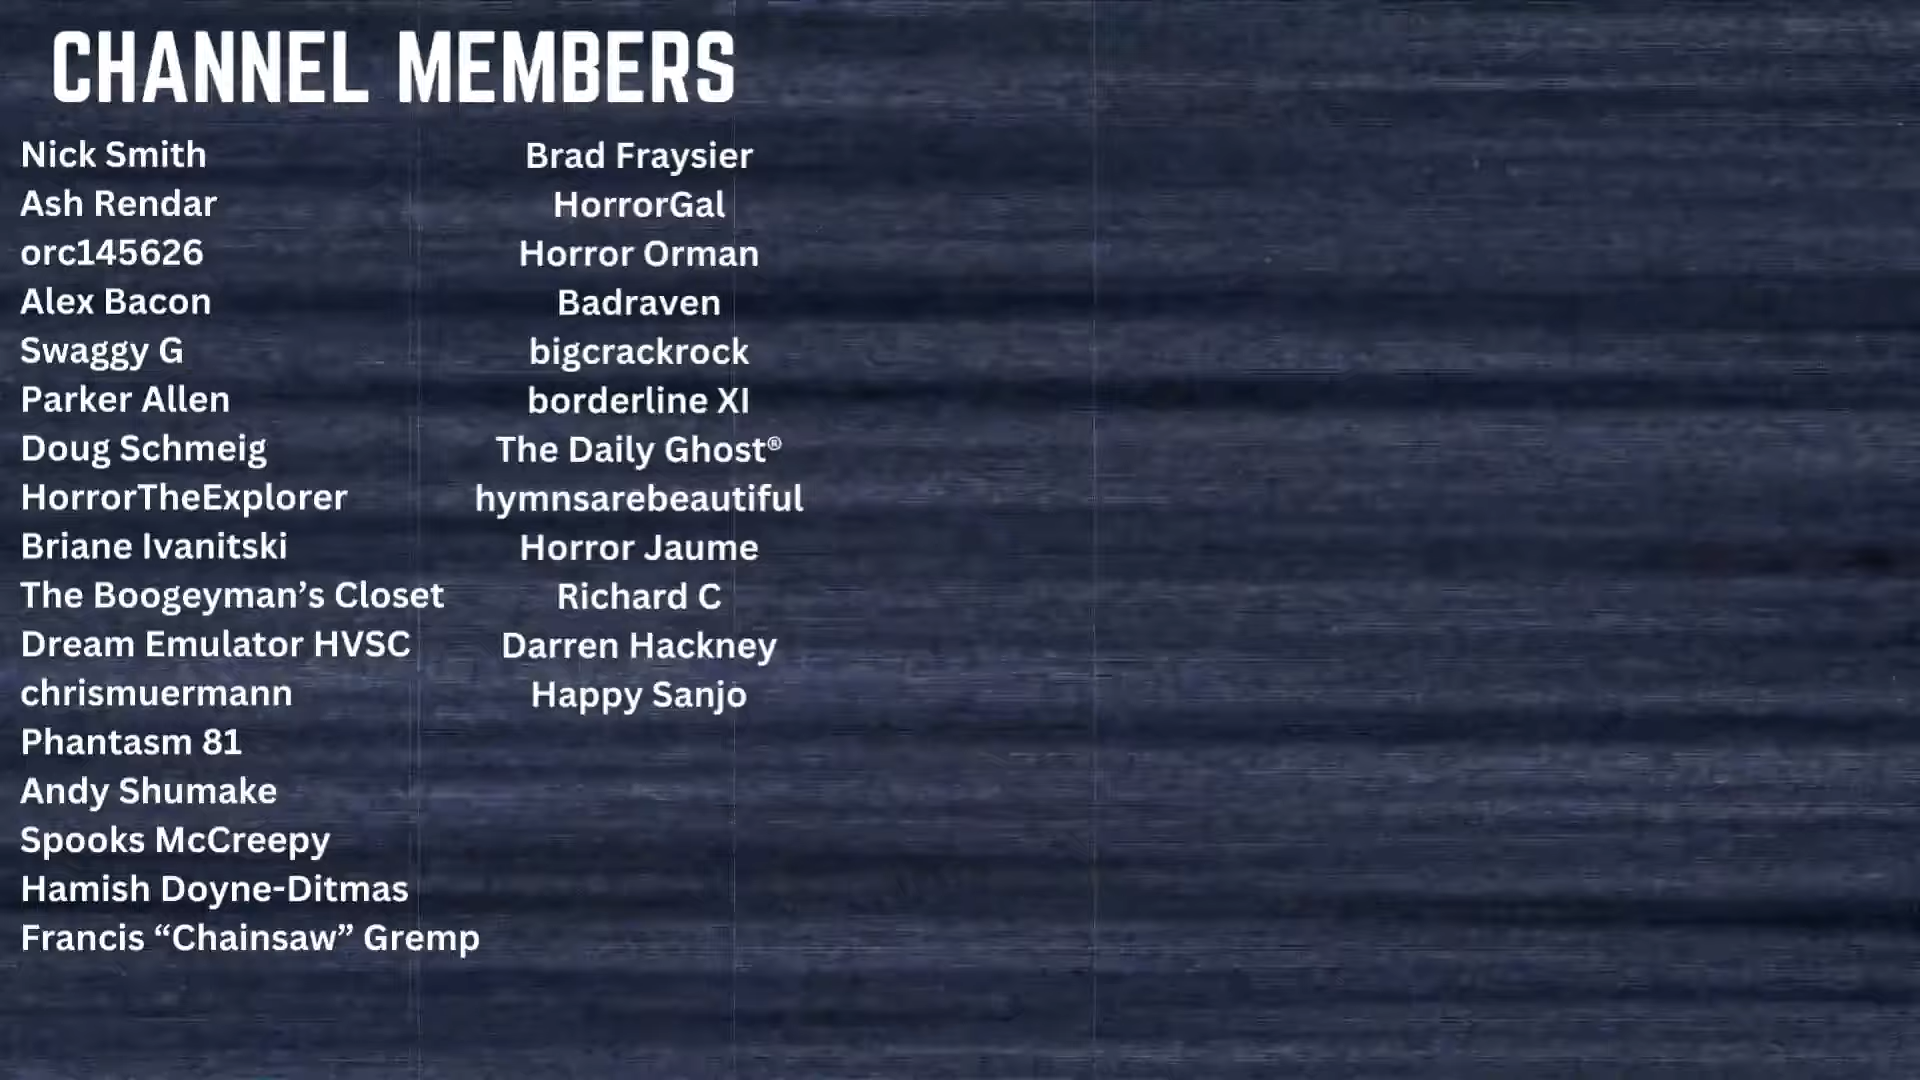 CHANNEL MEMBERS
Nick Smith
Ash Rendar
orc145626
Alex Bacon
Swaggy G
Parker Allen
Doug Schmeig
HorrorTheExplorer
Briane Ivanitski
The Boogeyman’s Closet
Dream Emulator HVSC
chrismuermann
Phantasm 81
Andy Shumake
Spooks McCreepy
Hamish Doyne-Ditmas
Francis “Chainsaw” Gremp
Brad Fraysier
HorrorGal
Horror Orman
Badraven
bigcrackrock
borderline XI
The Daily Ghost®
hymnsarebeautiful
Horror Jaume
Richard C
Darren Hackney
Happy Sanjo